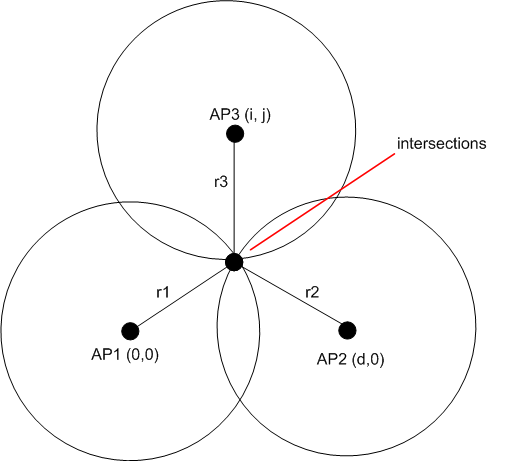 AP3 (i, j)
intersections
r3
r1
r2
AP1 (0,0)
AP2 (d,0)